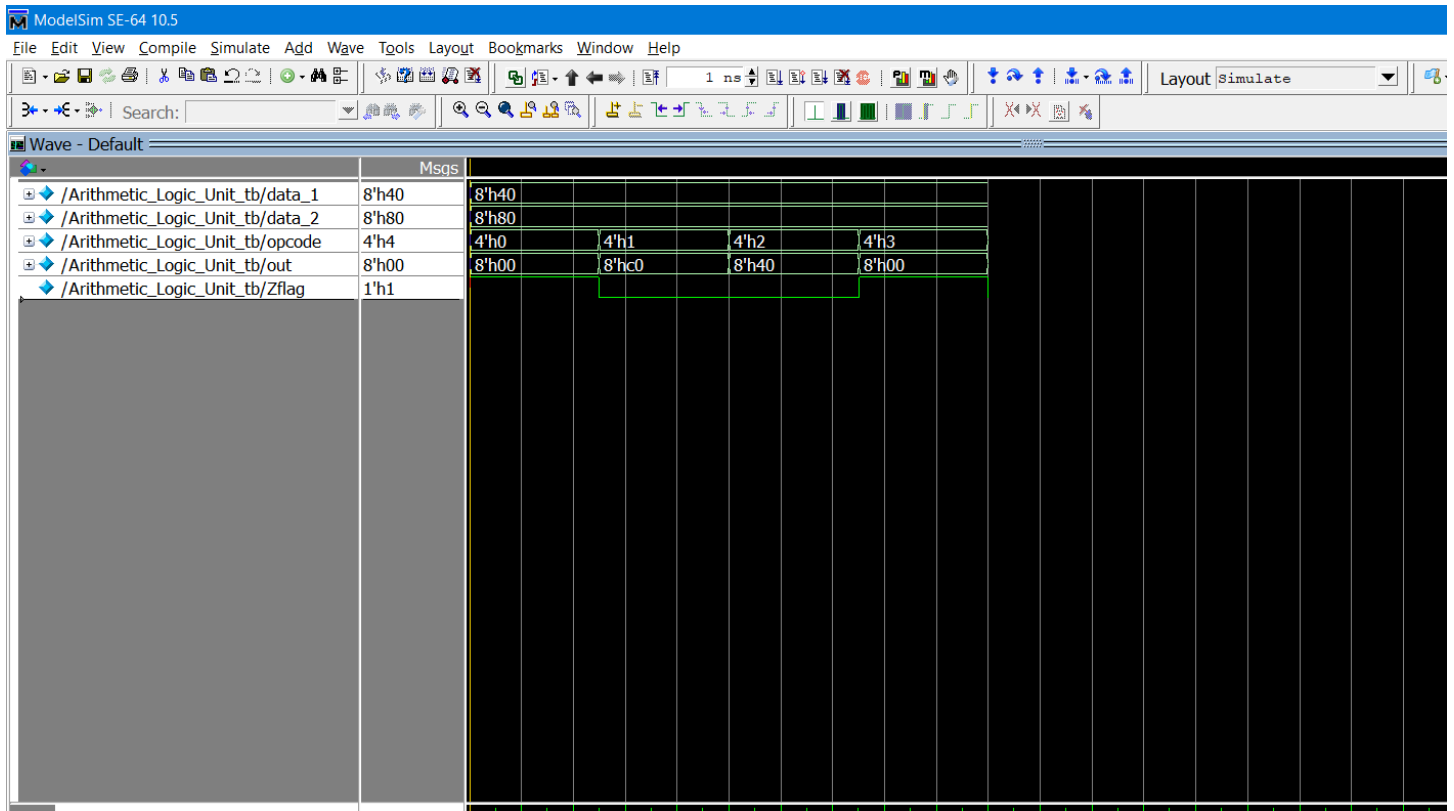 ModelSim SE-64 10.5
File Edit View Compile Simulate Add Wave Tools Layout Bookmarks Window Help
1 ns Layout Simulate
Search:
Wave - Default
Msgs
/Arithmetic_Logic_Unit_tb/data_1 8'h40 8'h40
/Arithmetic_Logic_Unit_tb/data_2 8'h80 8'h80
/Arithmetic_Logic_Unit_tb/opcode 4'h4 4'h0 4'h1 4'h2 4'h3
/Arithmetic_Logic_Unit_tb/out 8'h00 8'h00 8'hc0 8'h40 8'h00
/Arithmetic_Logic_Unit_tb/Zflag 1'h1